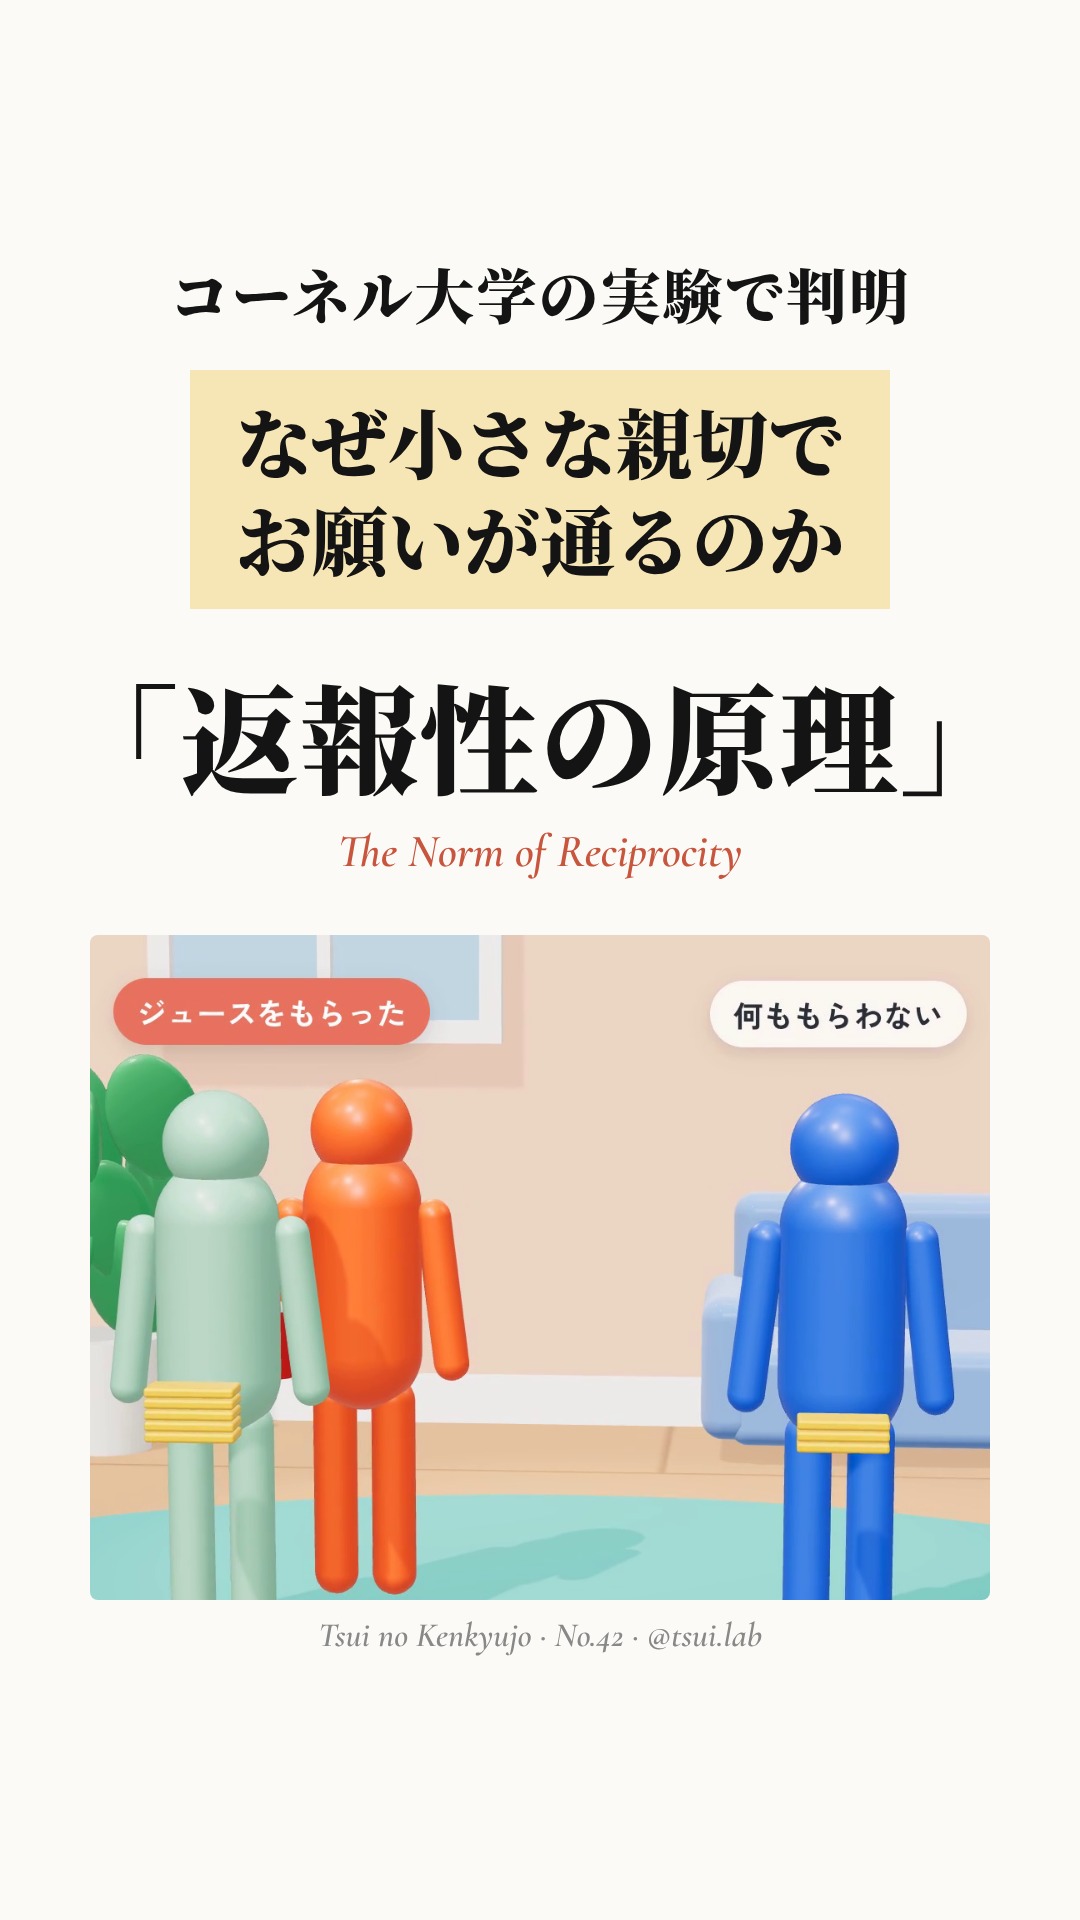 コーネル大学の実験で判明
なぜ小さな親切で
お願いが通るのか
「返報性の原理」
The Norm of Reciprocity
ジュースをもらった
何ももらわない
Tsui no Kenkyujo · No.42 · @tsui.lab